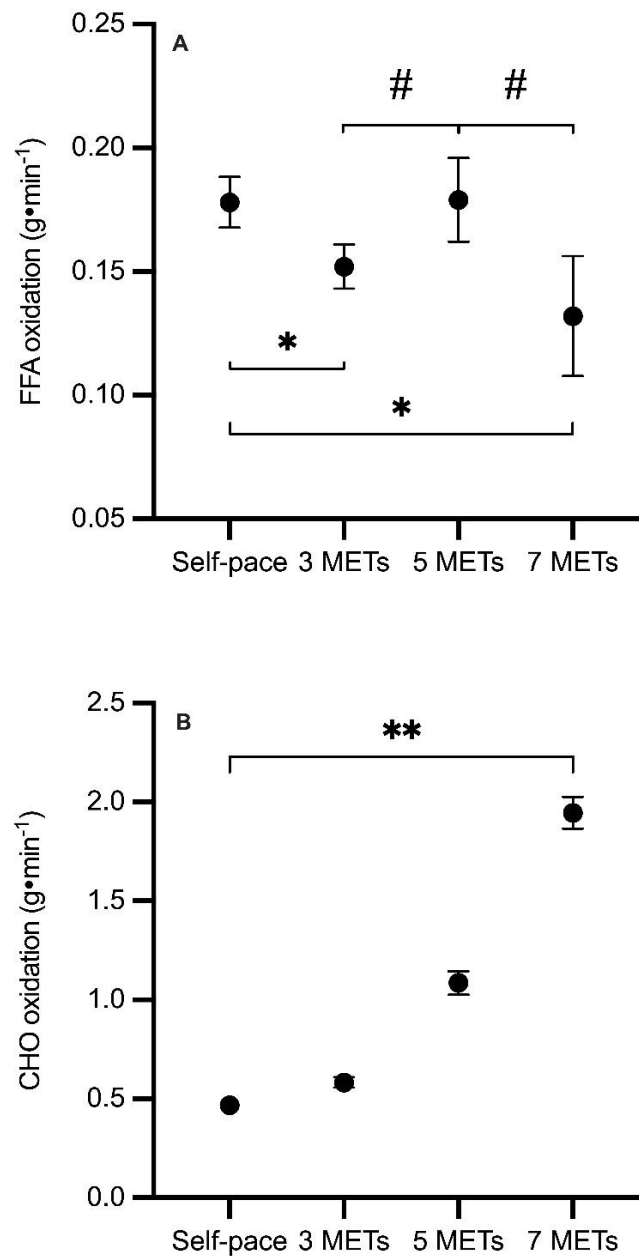 0.25
A
# #
0.20
0.15
*
0.10
*
0.05
FFA oxidation (g•min⁻¹)
Self-pace 3 METs 5 METs 7 METs
2.5
B
**
2.0
1.5
1.0
0.5
0.0
CHO oxidation (g•min⁻¹)
Self-pace 3 METs 5 METs 7 METs